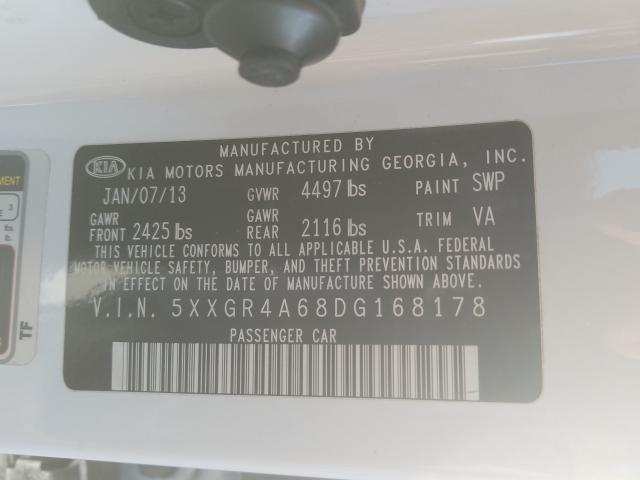 MANUFACTURED BY
KIA KIA MOTORS MANUFACTURING GEORGIA, INC.
JAN/07/13 GVWR 4497 lbs PAINT SWP
GAWR FRONT 2425 lbs GAWR REAR 2116 lbs TRIM VA
THIS VEHICLE CONFORMS TO ALL APPLICABLE U.S.A. FEDERAL
MOTOR VEHICLE SAFETY, BUMPER, AND THEFT PREVENTION STANDARDS
IN EFFECT ON THE DATE OF MANUFACTURE SHOWN ABOVE.
V.I.N. 5XXGR4A68DG168178
PASSENGER CAR
TF